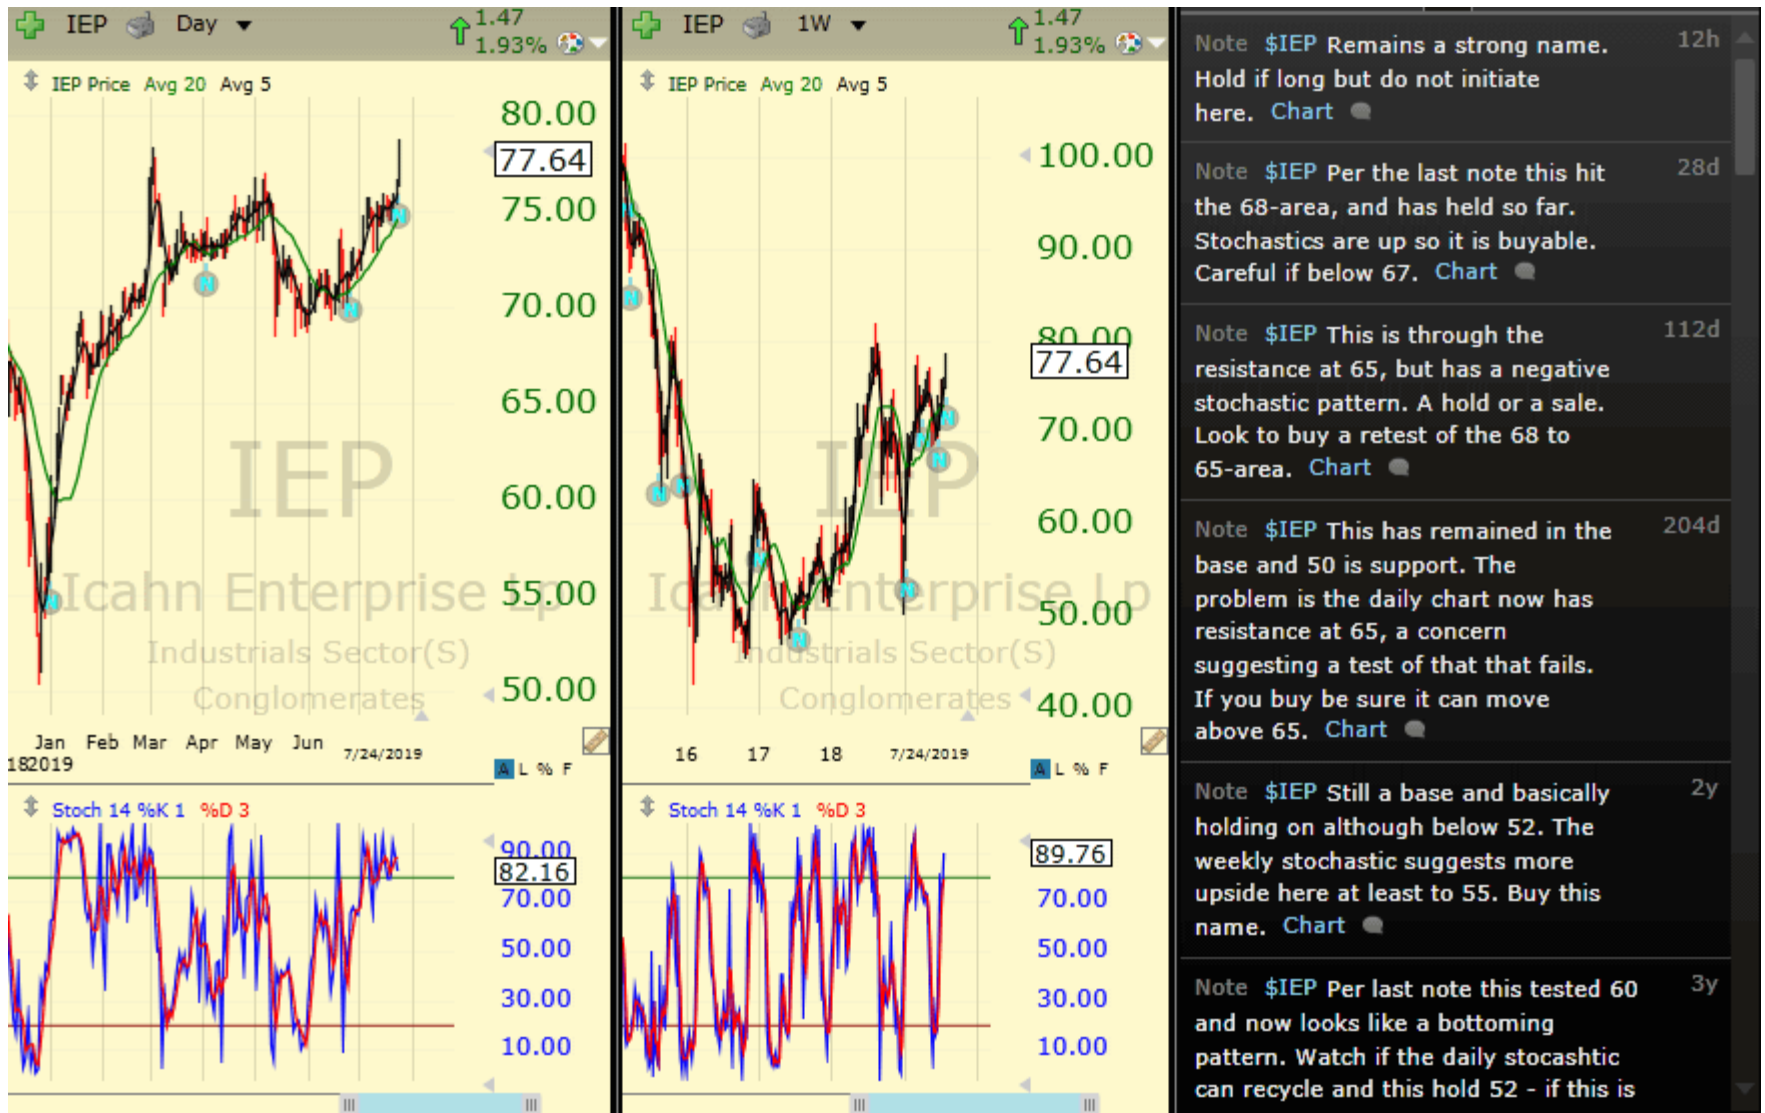 IEP Day 1.47
1.93%
IEP Price Avg 20 Avg 5
80.00
77.64
75.00
70.00
65.00
60.00
55.00
50.00
IEP
Icahn Enterprise Lp
Industrials Sector(S)
Conglomerates
N
N
N
N
Jan Feb Mar Apr May Jun 7/24/2019
182019
A L % F
Stoch 14 %K 1 %D 3
90.00
82.16
70.00
50.00
30.00
10.00
IEP 1W 1.47
1.93%
IEP Price Avg 20 Avg 5
100.00
90.00
80.00
77.64
70.00
60.00
50.00
40.00
IEP
Icahn Enterprise Lp
Industrials Sector(S)
Conglomerates
N
N
N
N
N
N
N
N
16 17 18 7/24/2019
A L % F
Stoch 14 %K 1 %D 3
89.76
70.00
50.00
30.00
10.00
Note $IEP Remains a strong name. 12h
Hold if long but do not initiate
here. Chart
Note $IEP Per the last note this hit 28d
the 68-area, and has held so far.
Stochastics are up so it is buyable.
Careful if below 67. Chart
Note $IEP This is through the 112d
resistance at 65, but has a negative
stochastic pattern. A hold or a sale.
Look to buy a retest of the 68 to
65-area. Chart
Note $IEP This has remained in the 204d
base and 50 is support. The
problem is the daily chart now has
resistance at 65, a concern
suggesting a test of that that fails.
If you buy be sure it can move
above 65. Chart
Note $IEP Still a base and basically 2y
holding on although below 52. The
weekly stochastic suggests more
upside here at least to 55. Buy this
name. Chart
Note $IEP Per last note this tested 60 3y
and now looks like a bottoming
pattern. Watch if the daily stocashtic
can recycle and this hold 52 - if this is